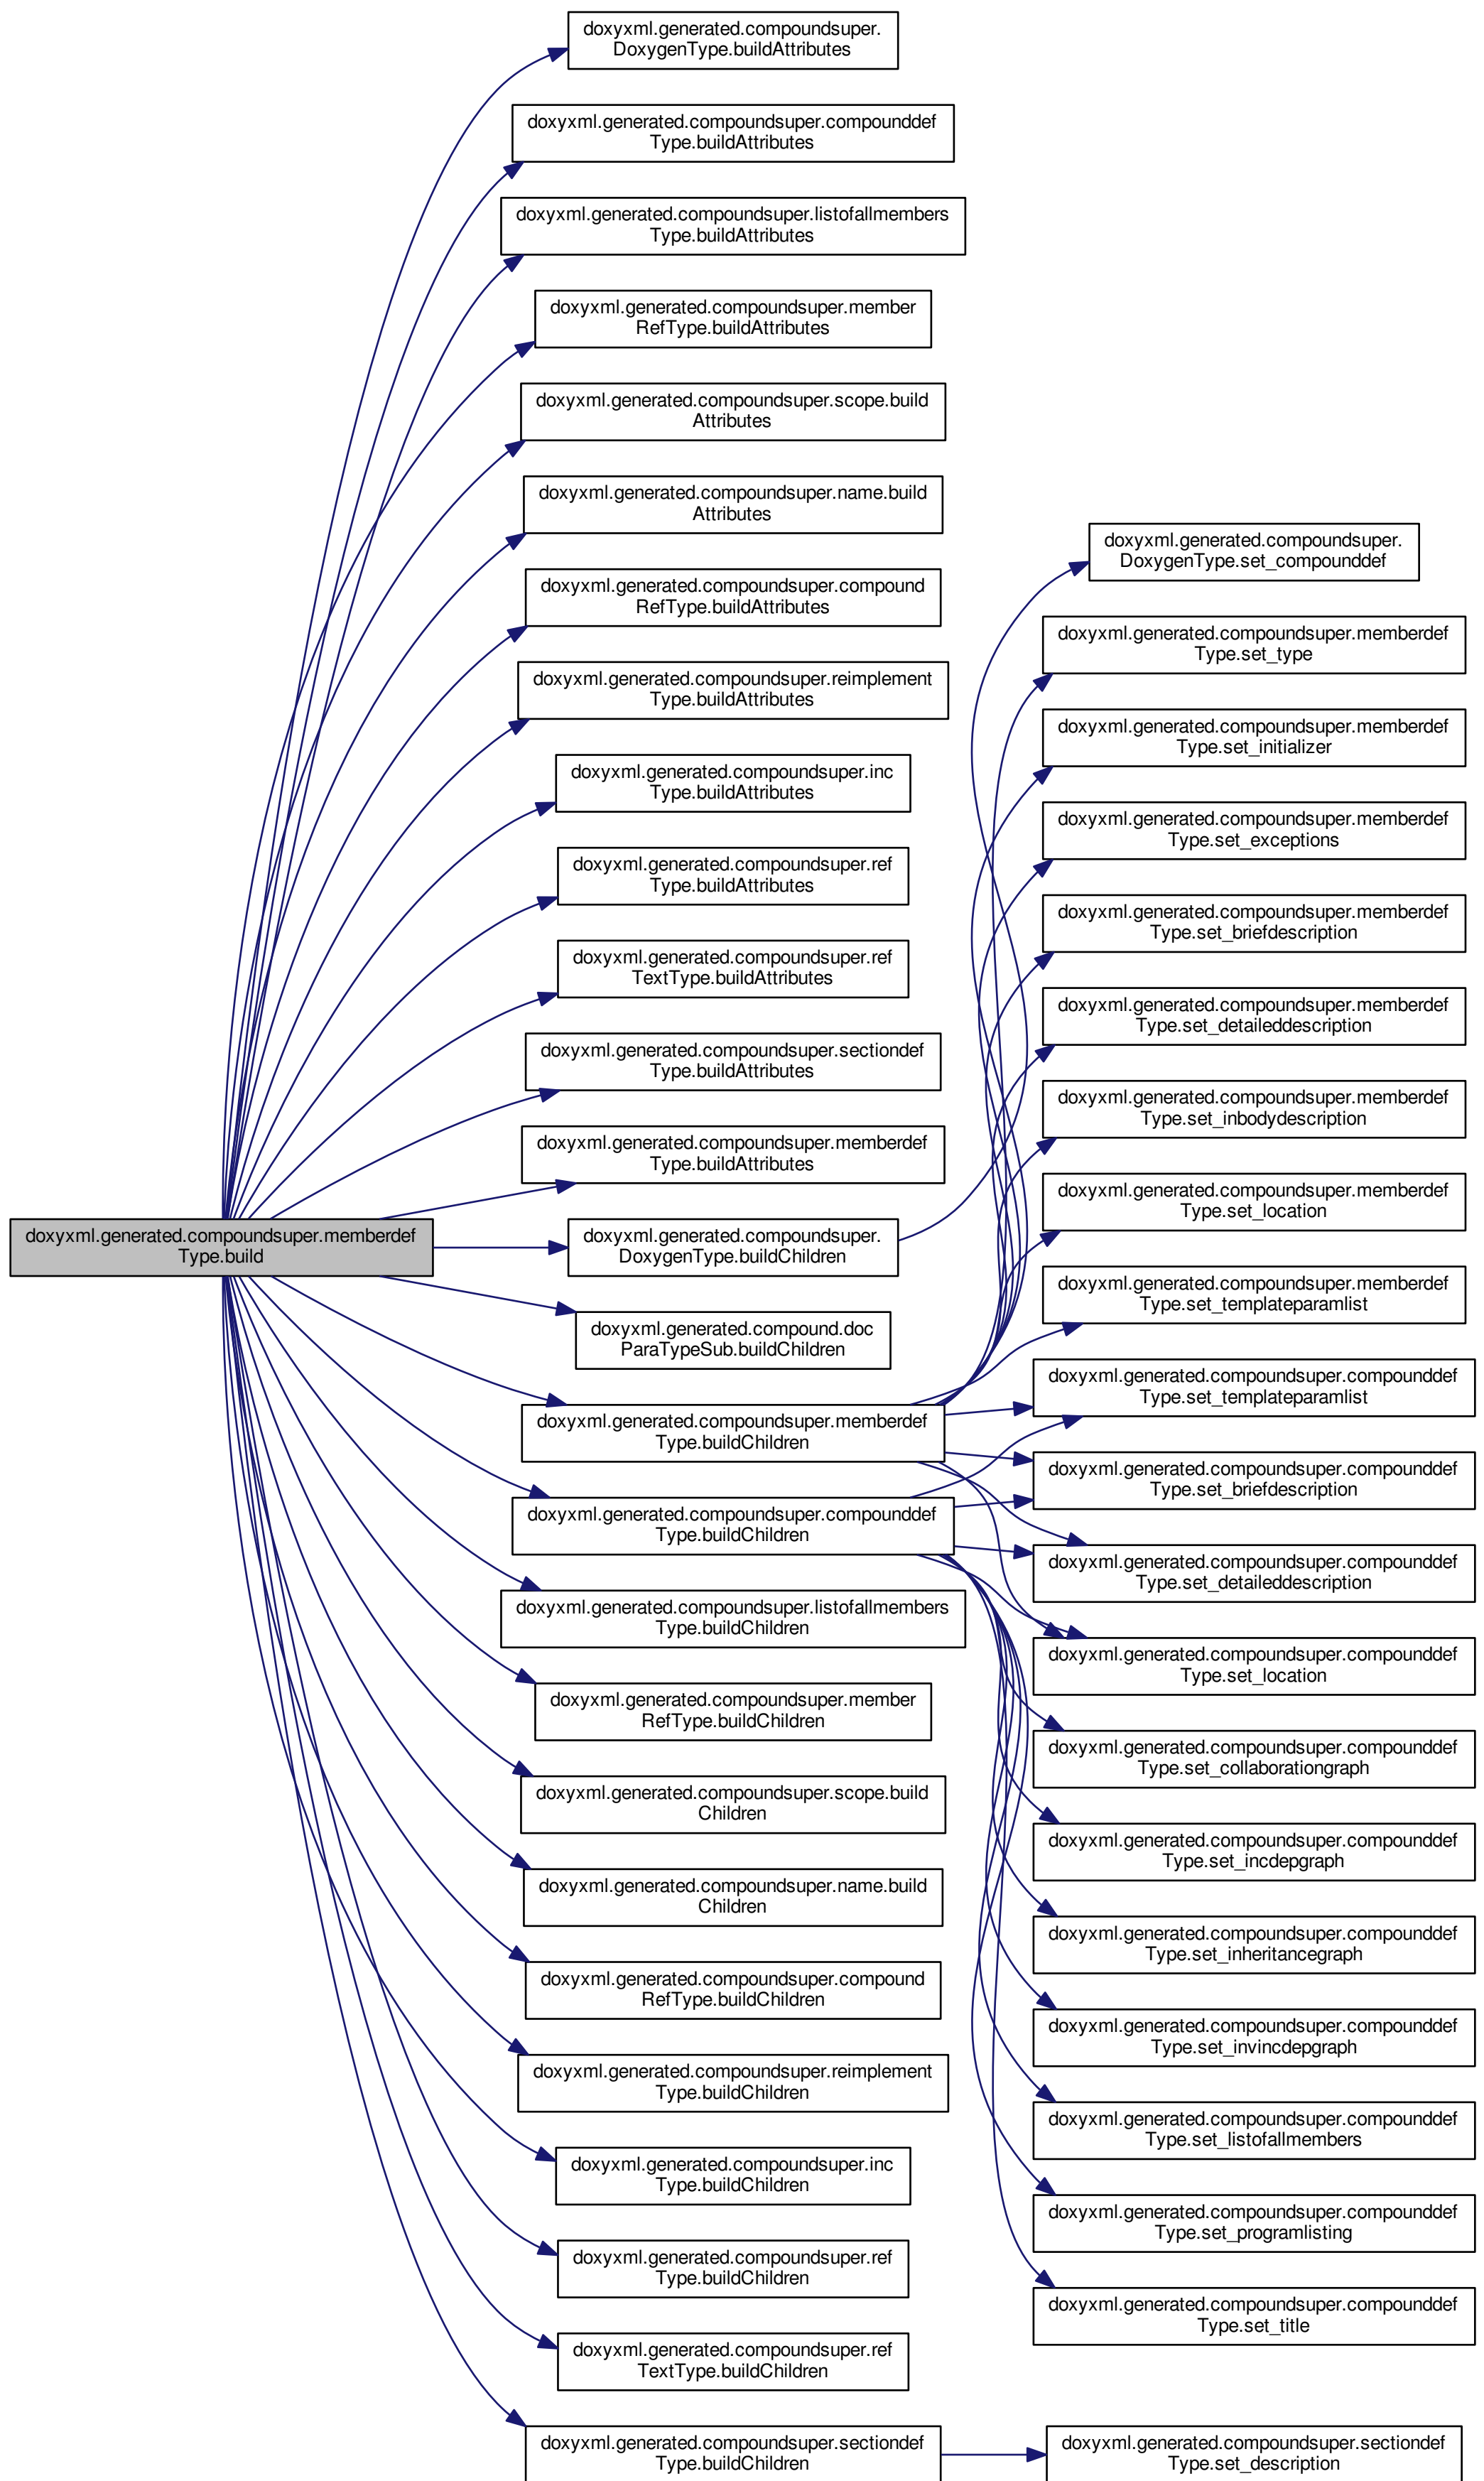 doxyxml.generated.compoundsuper.memberdef
Type.build
doxyxml.generated.compoundsuper.
DoxygenType.buildAttributes
doxyxml.generated.compoundsuper.compounddef
Type.buildAttributes
doxyxml.generated.compoundsuper.listofallmembers
Type.buildAttributes
doxyxml.generated.compoundsuper.member
RefType.buildAttributes
doxyxml.generated.compoundsuper.scope.build
Attributes
doxyxml.generated.compoundsuper.name.build
Attributes
doxyxml.generated.compoundsuper.compound
RefType.buildAttributes
doxyxml.generated.compoundsuper.reimplement
Type.buildAttributes
doxyxml.generated.compoundsuper.inc
Type.buildAttributes
doxyxml.generated.compoundsuper.ref
Type.buildAttributes
doxyxml.generated.compoundsuper.ref
TextType.buildAttributes
doxyxml.generated.compoundsuper.sectiondef
Type.buildAttributes
doxyxml.generated.compoundsuper.memberdef
Type.buildAttributes
doxyxml.generated.compoundsuper.
DoxygenType.buildChildren
doxyxml.generated.compound.doc
ParaTypeSub.buildChildren
doxyxml.generated.compoundsuper.memberdef
Type.buildChildren
doxyxml.generated.compoundsuper.compounddef
Type.buildChildren
doxyxml.generated.compoundsuper.listofallmembers
Type.buildChildren
doxyxml.generated.compoundsuper.member
RefType.buildChildren
doxyxml.generated.compoundsuper.scope.build
Children
doxyxml.generated.compoundsuper.name.build
Children
doxyxml.generated.compoundsuper.compound
RefType.buildChildren
doxyxml.generated.compoundsuper.reimplement
Type.buildChildren
doxyxml.generated.compoundsuper.inc
Type.buildChildren
doxyxml.generated.compoundsuper.ref
Type.buildChildren
doxyxml.generated.compoundsuper.ref
TextType.buildChildren
doxyxml.generated.compoundsuper.sectiondef
Type.buildChildren
doxyxml.generated.compoundsuper.
DoxygenType.set_compounddef
doxyxml.generated.compoundsuper.memberdef
Type.set_type
doxyxml.generated.compoundsuper.memberdef
Type.set_initializer
doxyxml.generated.compoundsuper.memberdef
Type.set_exceptions
doxyxml.generated.compoundsuper.memberdef
Type.set_briefdescription
doxyxml.generated.compoundsuper.memberdef
Type.set_detaileddescription
doxyxml.generated.compoundsuper.memberdef
Type.set_inbodydescription
doxyxml.generated.compoundsuper.memberdef
Type.set_location
doxyxml.generated.compoundsuper.memberdef
Type.set_templateparamlist
doxyxml.generated.compoundsuper.compounddef
Type.set_templateparamlist
doxyxml.generated.compoundsuper.compounddef
Type.set_briefdescription
doxyxml.generated.compoundsuper.compounddef
Type.set_detaileddescription
doxyxml.generated.compoundsuper.compounddef
Type.set_location
doxyxml.generated.compoundsuper.compounddef
Type.set_collaborationgraph
doxyxml.generated.compoundsuper.compounddef
Type.set_incdepgraph
doxyxml.generated.compoundsuper.compounddef
Type.set_inheritancegraph
doxyxml.generated.compoundsuper.compounddef
Type.set_invincdepgraph
doxyxml.generated.compoundsuper.compounddef
Type.set_listofallmembers
doxyxml.generated.compoundsuper.compounddef
Type.set_programlisting
doxyxml.generated.compoundsuper.compounddef
Type.set_title
doxyxml.generated.compoundsuper.sectiondef
Type.set_description